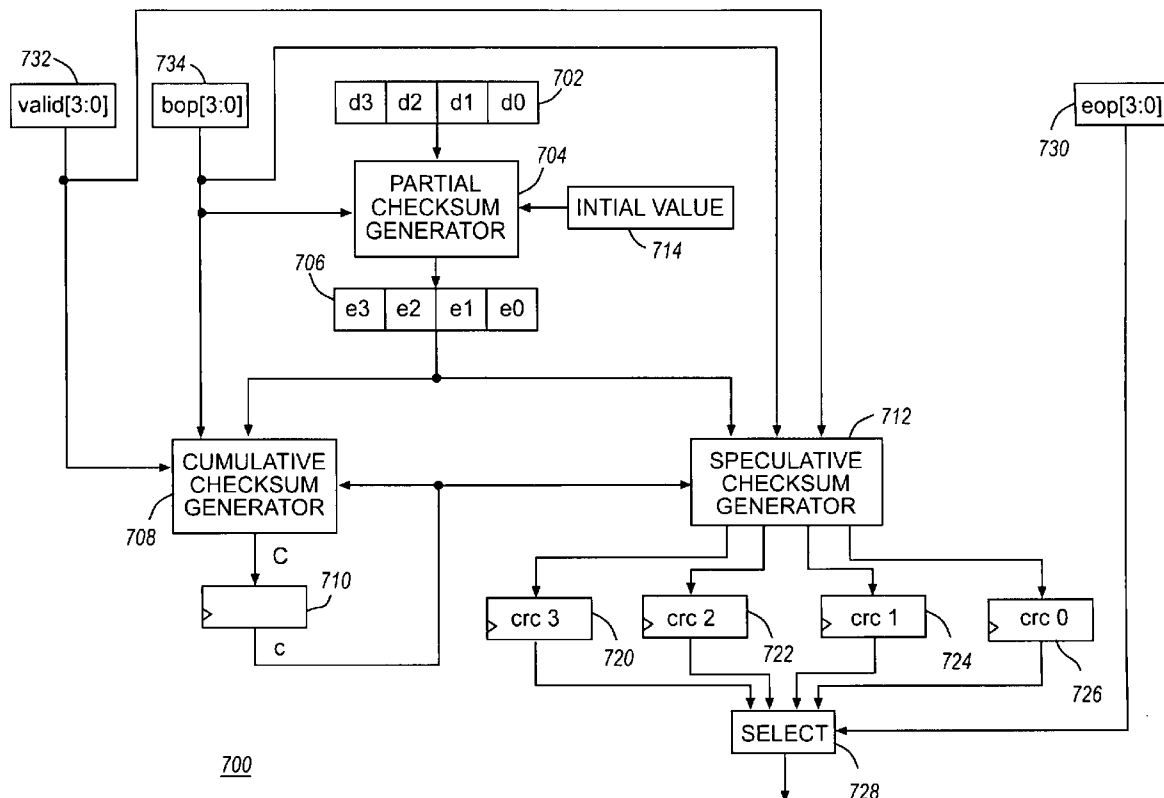 732
734
702
valid[3:0]
bop[3:0]
d3 d2 d1 d0
eop[3:0]
730
704
PARTIAL
CHECKSUM
GENERATOR
INTIAL VALUE
714
706
e3 e2 e1 e0
712
CUMULATIVE
CHECKSUM
GENERATOR
708
SPECULATIVE
CHECKSUM
GENERATOR
C
710
c
crc 3
crc 2
crc 1
crc 0
720
722
724
726
SELECT
728
700